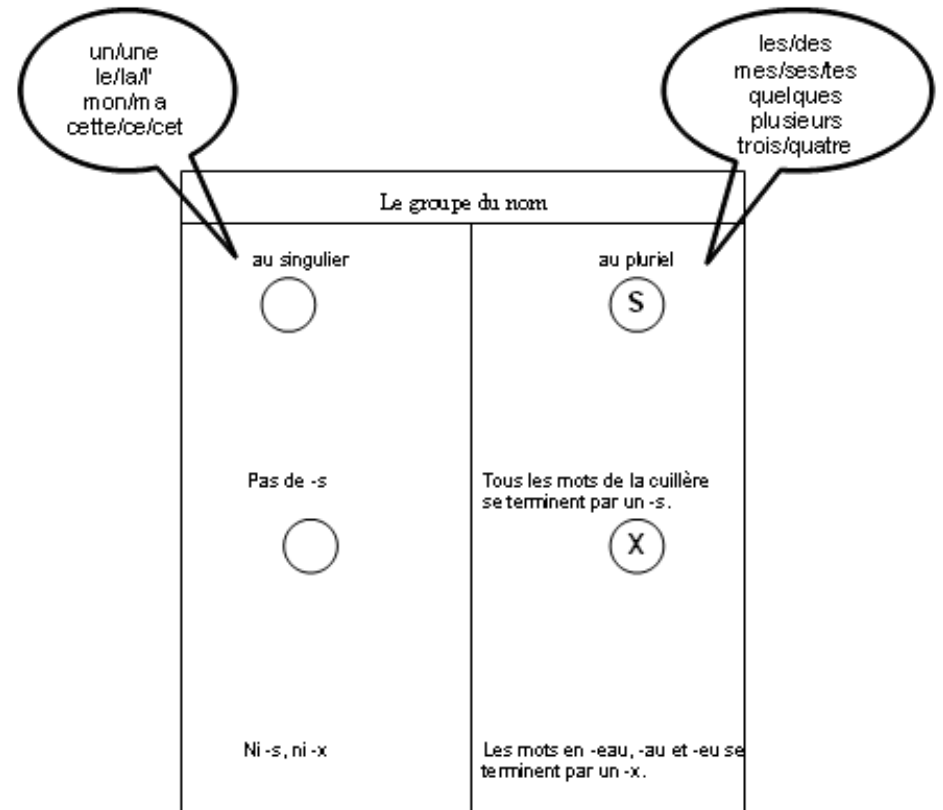 un/une
le/la/l'
mon/ma
cette/ce/cet
les/des
mes/ses/tes
quelques
plusieurs
trois/quatre
Le groupe du nom
au singulier
au pluriel
S
Pas de -s
Tous les mots de la cuillère
se terminent par un -s.
X
Ni -s, ni -x
Les mots en -eau, -au et -eu se
terminent par un -x.